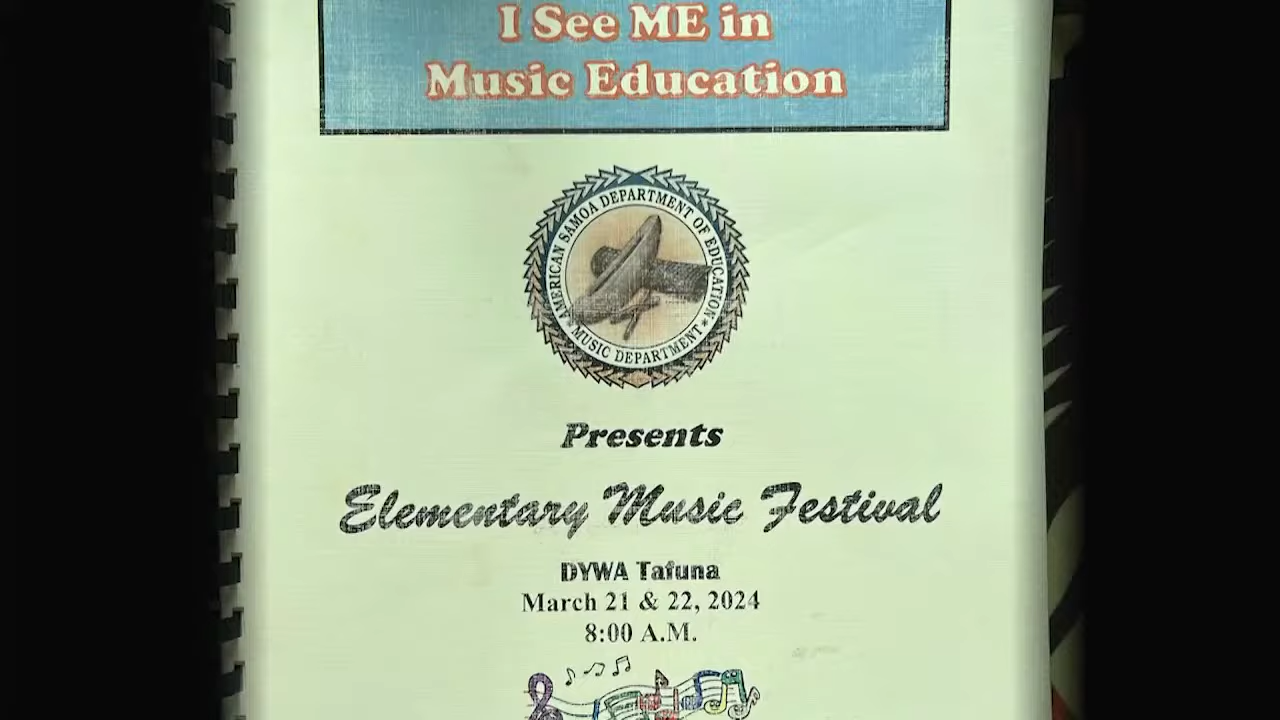 I See ME in
Music Education
AMERICAN SAMOA DEPARTMENT OF EDUCATION
* MUSIC DEPARTMENT *
Presents
Elementary Music Festival
DYWA Tafuna
March 21 & 22, 2024
8:00 A.M.